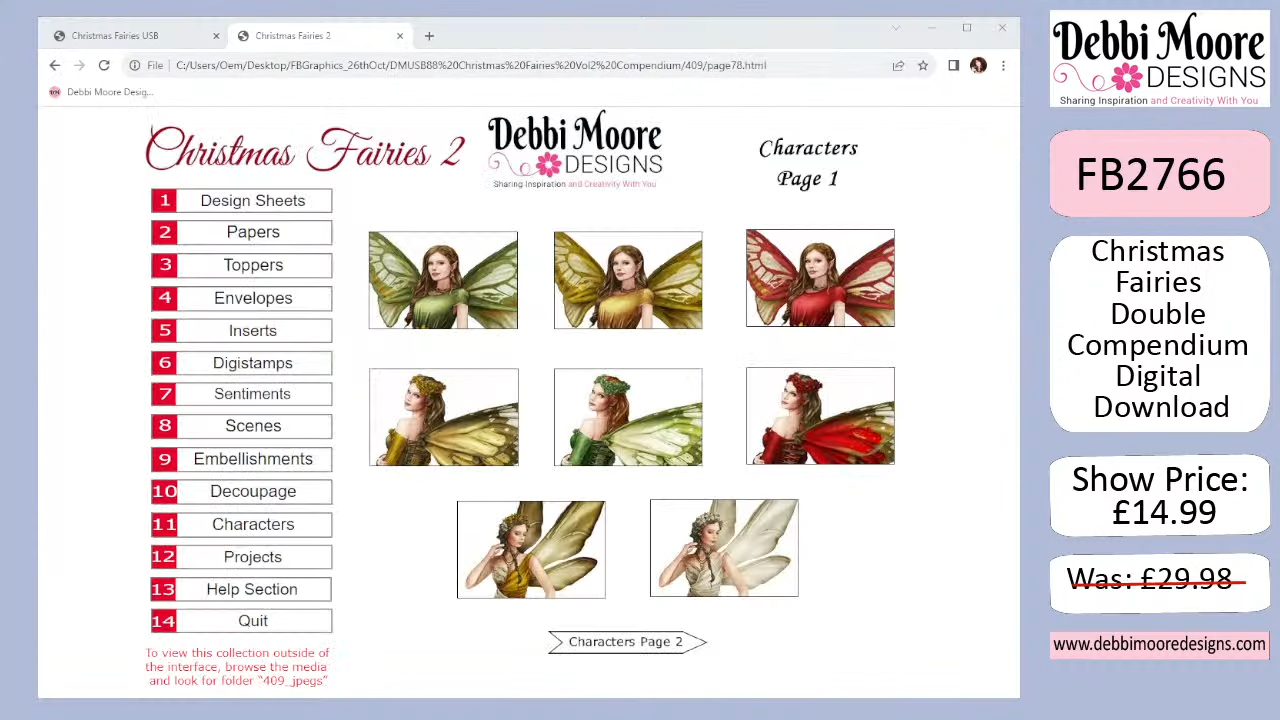 Christmas Fairies USB
Christmas Fairies 2
File
C:/Users/Oem/Desktop/FBGraphics_26thOct/DMUSB88%20Christmas%20Fairies%20Vol2%20Compendium/409/page78.html
Debbi Moore Desig...
Christmas Fairies 2
Debbi Moore
DESIGNS
Sharing Inspiration and Creativity With You
Characters
Page 1
1 Design Sheets
2 Papers
3 Toppers
4 Envelopes
5 Inserts
6 Digistamps
7 Sentiments
8 Scenes
9 Embellishments
10 Decoupage
11 Characters
12 Projects
13 Help Section
14 Quit
To view this collection outside of
the interface, browse the media
and look for folder “409_jpegs”
Characters Page 2
Debbi Moore
DESIGNS
Sharing Inspiration and Creativity With You
FB2766
Christmas
Fairies
Double
Compendium
Digital
Download
Show Price:
£14.99
Was: £29.98
www.debbimooredesigns.com